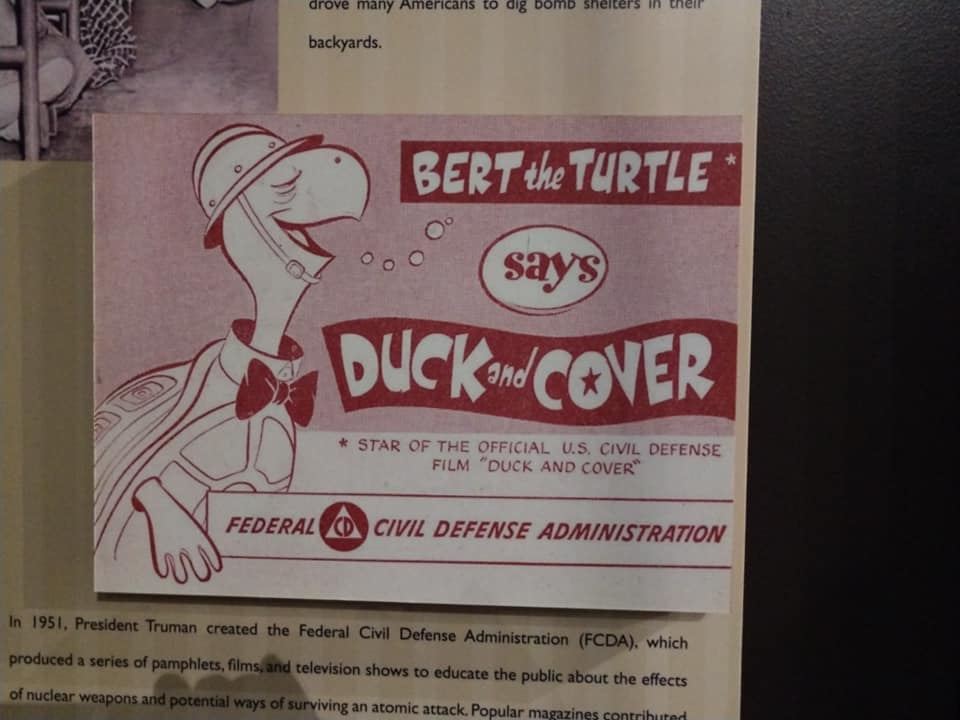 drove many Americans to dig bomb shelters in their
backyards.
BERT the TURTLE *
says
DUCK and COVER
* STAR OF THE OFFICIAL U.S. CIVIL DEFENSE
FILM "DUCK AND COVER"
FEDERAL CD CIVIL DEFENSE ADMINISTRATION
In 1951, President Truman created the Federal Civil Defense Administration (FCDA), which
produced a series of pamphlets, films, and television shows to educate the public about the effects
of nuclear weapons and potential ways of surviving an atomic attack. Popular magazines contributed